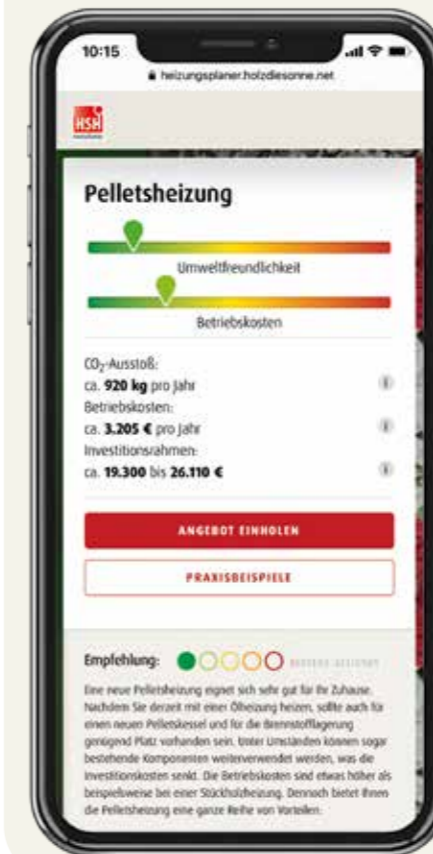 10:15
heizungsplaner.holzdiesonne.net
HSH
Pelletsheizung
Umweltfreundlichkeit
Betriebskosten
CO₂-Ausstoß:
ca. 920 kg pro Jahr
Betriebskosten:
ca. 3.205 € pro Jahr
Investitionsrahmen:
ca. 19.300 bis 26.110 €
ANGEBOT EINHOLEN
PRAXISBEISPIELE
Empfehlung:
Eine neue Pelletsheizung eignet sich sehr gut für Ihr Zuhause.
Nachdem Sie derzeit mit einer Ölheizung heizen, sollte auch für
einen neuen Pelletskessel und für die Brennstofflagerung
genügend Platz vorhanden sein. Unter Umständen können sogar
bestehende Komponenten weiterverwendet werden, was die
Investitionskosten senkt. Die Betriebskosten sind etwas höher als
beispielsweise bei einer Stückholzheizung. Dennoch bietet Ihnen
die Pelletsheizung eine ganze Reihe von Vorteilen.